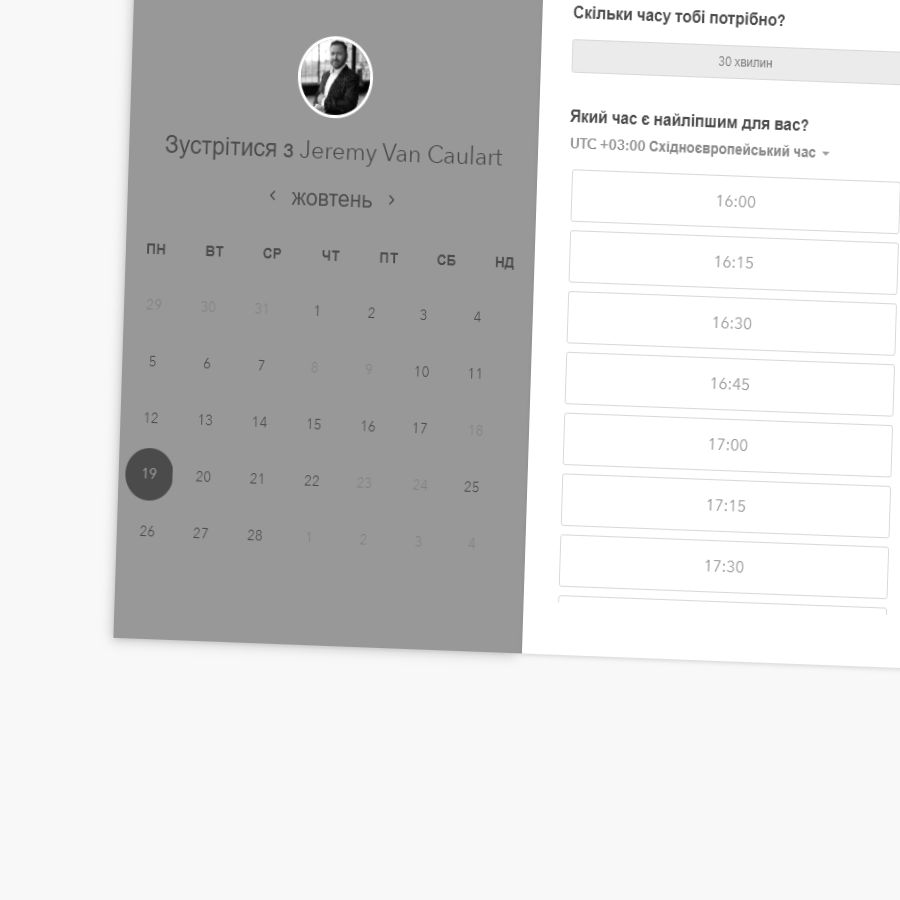 Зустрітися з Jeremy Van Caulart
‹ жовтень ›
ПН ВТ СР ЧТ ПТ СБ НД
29 30 31 1 2 3 4
5 6 7 8 9 10 11
12 13 14 15 16 17 18
19 20 21 22 23 24 25
26 27 28 1 2 3 4
Скільки часу тобі потрібно?
30 хвилин
Який час є найліпшим для вас?
UTC +03:00 Східноєвропейський час
16:00
16:15
16:30
16:45
17:00
17:15
17:30